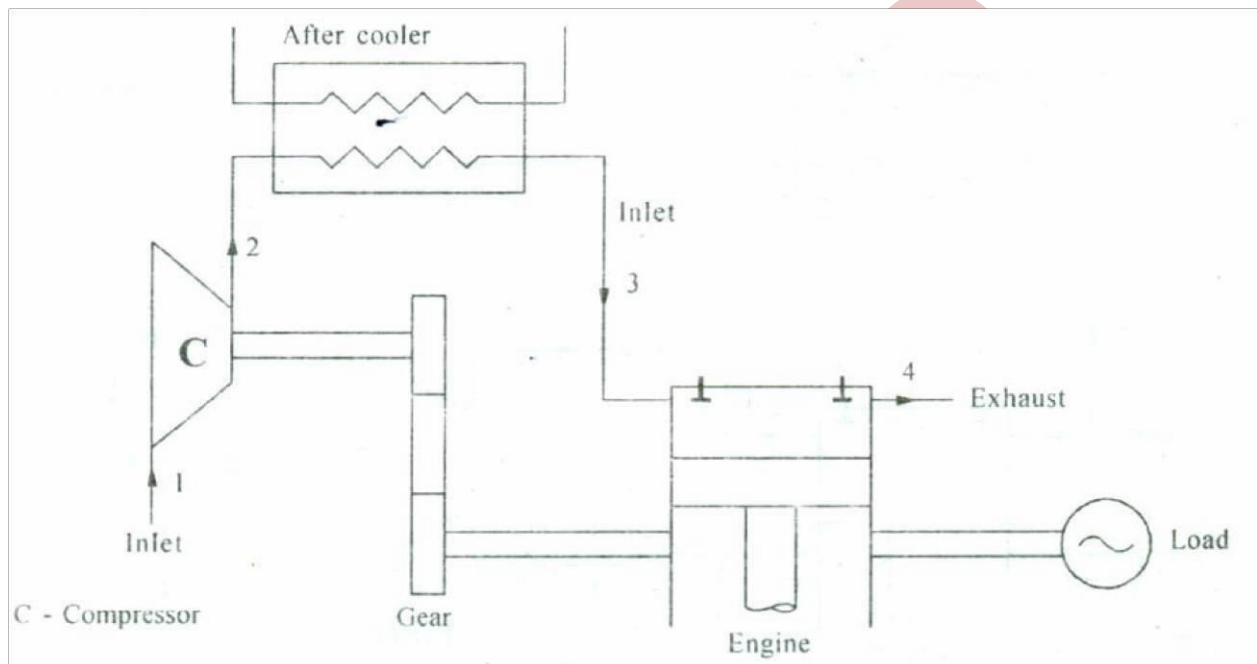 After cooler
Inlet
2
3
C
4
Exhaust
1
Inlet
Load
C - Compressor
Gear
Engine